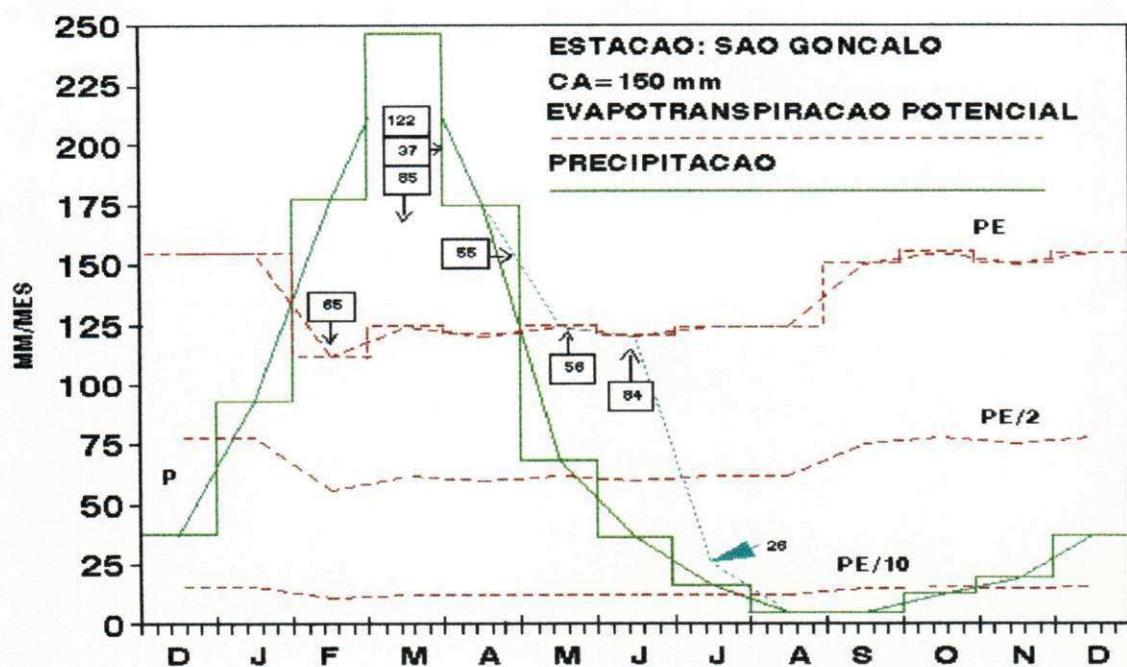 250
225
200
175
150
125
100
75
50
25
0
MM/MES
ESTACAO: SAO GONCALO
CA=150 mm
EVAPOTRANSPIRACAO POTENCIAL
PRECIPITACAO
122
37
85
55
65
56
84
26
PE
PE/2
PE/10
P
D J F M A M J J A S O N D